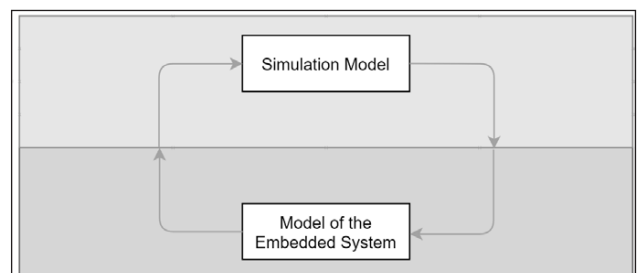 Simulation Model
Model of the
Embedded System